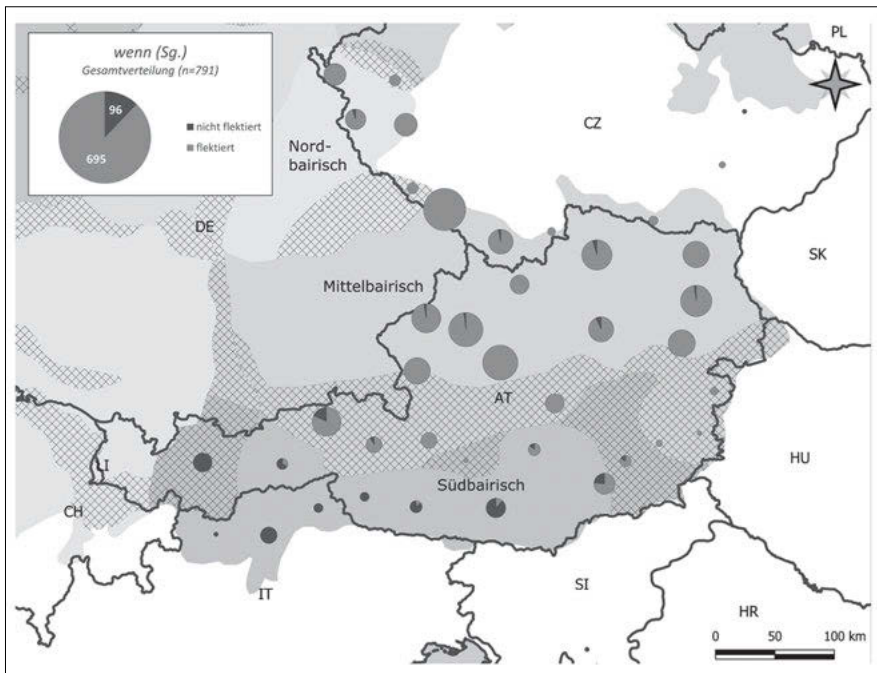 wenn (Sg.)
Gesamtverteilung (n=791)
96
695
nicht flektiert
flektiert
PL
CZ
Nord-
bairisch
DE
SK
Mittelbairisch
AT
LI
HU
Südbairisch
CH
IT
SI
HR
0 50 100 km